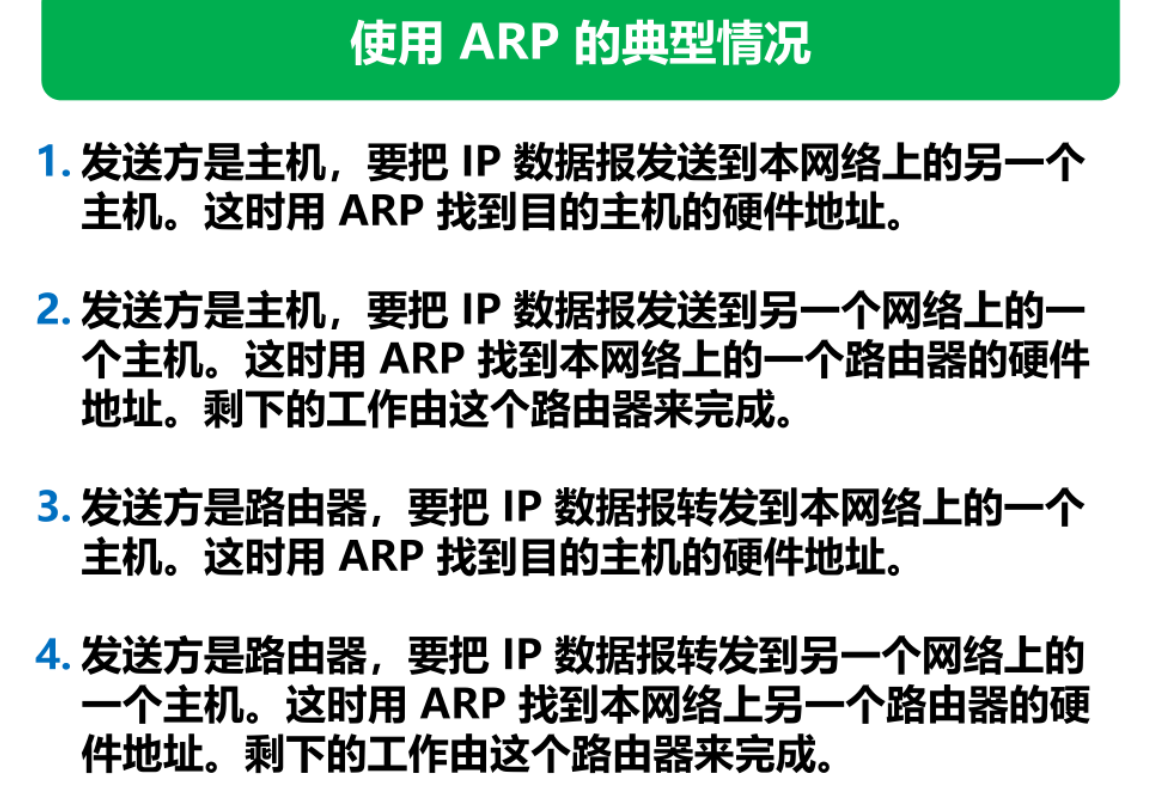 使用 ARP 的典型情况
1. 发送方是主机，要把 IP 数据报发送到本网络上的另一个
主机。这时用 ARP 找到目的主机的硬件地址。
2. 发送方是主机，要把 IP 数据报发送到另一个网络上的一
个主机。这时用 ARP 找到本网络上的一个路由器的硬件
地址。剩下的工作由这个路由器来完成。
3. 发送方是路由器，要把 IP 数据报转发到本网络上的一个
主机。这时用 ARP 找到目的主机的硬件地址。
4. 发送方是路由器，要把 IP 数据报转发到另一个网络上的
一个主机。这时用 ARP 找到本网络上另一个路由器的硬
件地址。剩下的工作由这个路由器来完成。